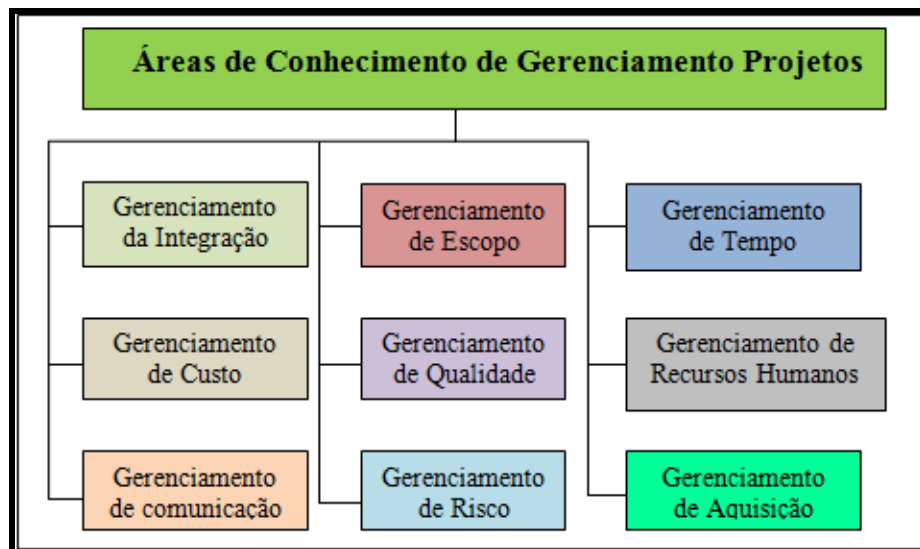 Áreas de Conhecimento de Gerenciamento Projetos
Gerenciamento
da Integração
Gerenciamento
de Escopo
Gerenciamento
de Tempo
Gerenciamento
de Custo
Gerenciamento
de Qualidade
Gerenciamento de
Recursos Humanos
Gerenciamento
de comunicação
Gerenciamento
de Risco
Gerenciamento
de Aquisição